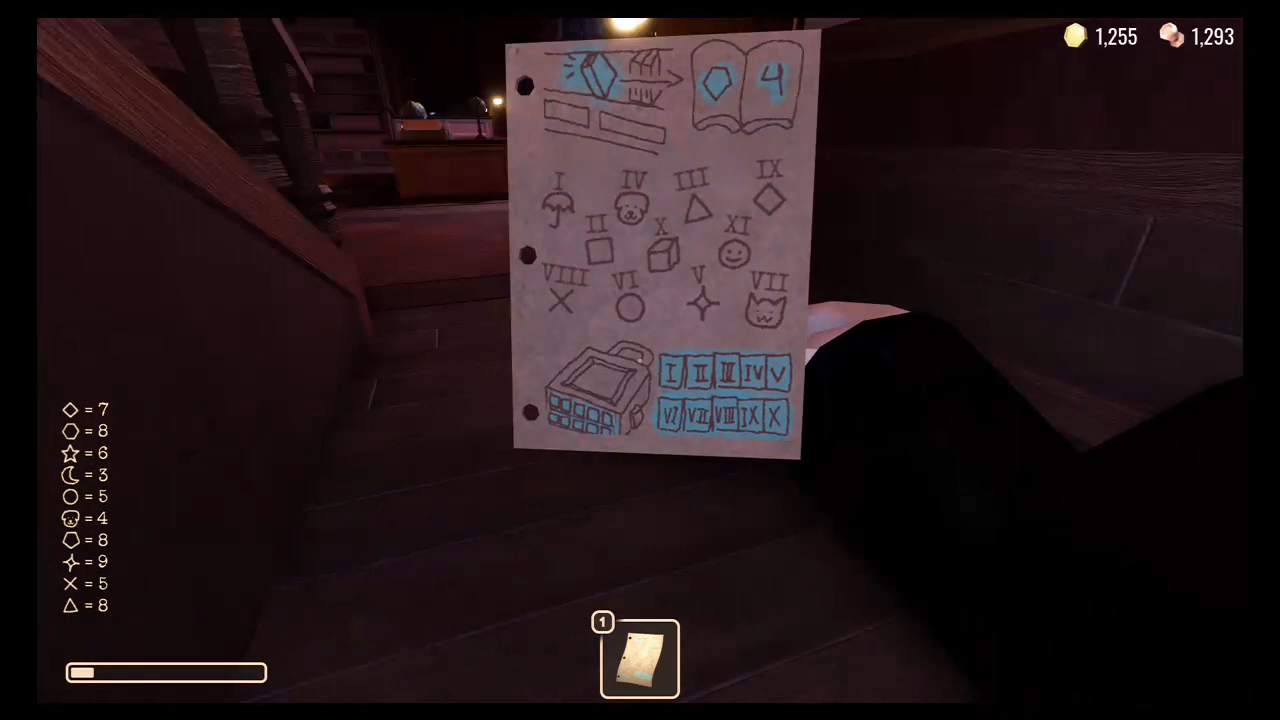 1,255 1,293
4
I IV III IX
II X XI
VIII VI V VII
I II III IV V
VI VII VIII IX X
= 7
= 8
= 6
= 3
= 5
= 4
= 8
= 9
= 5
= 8
1